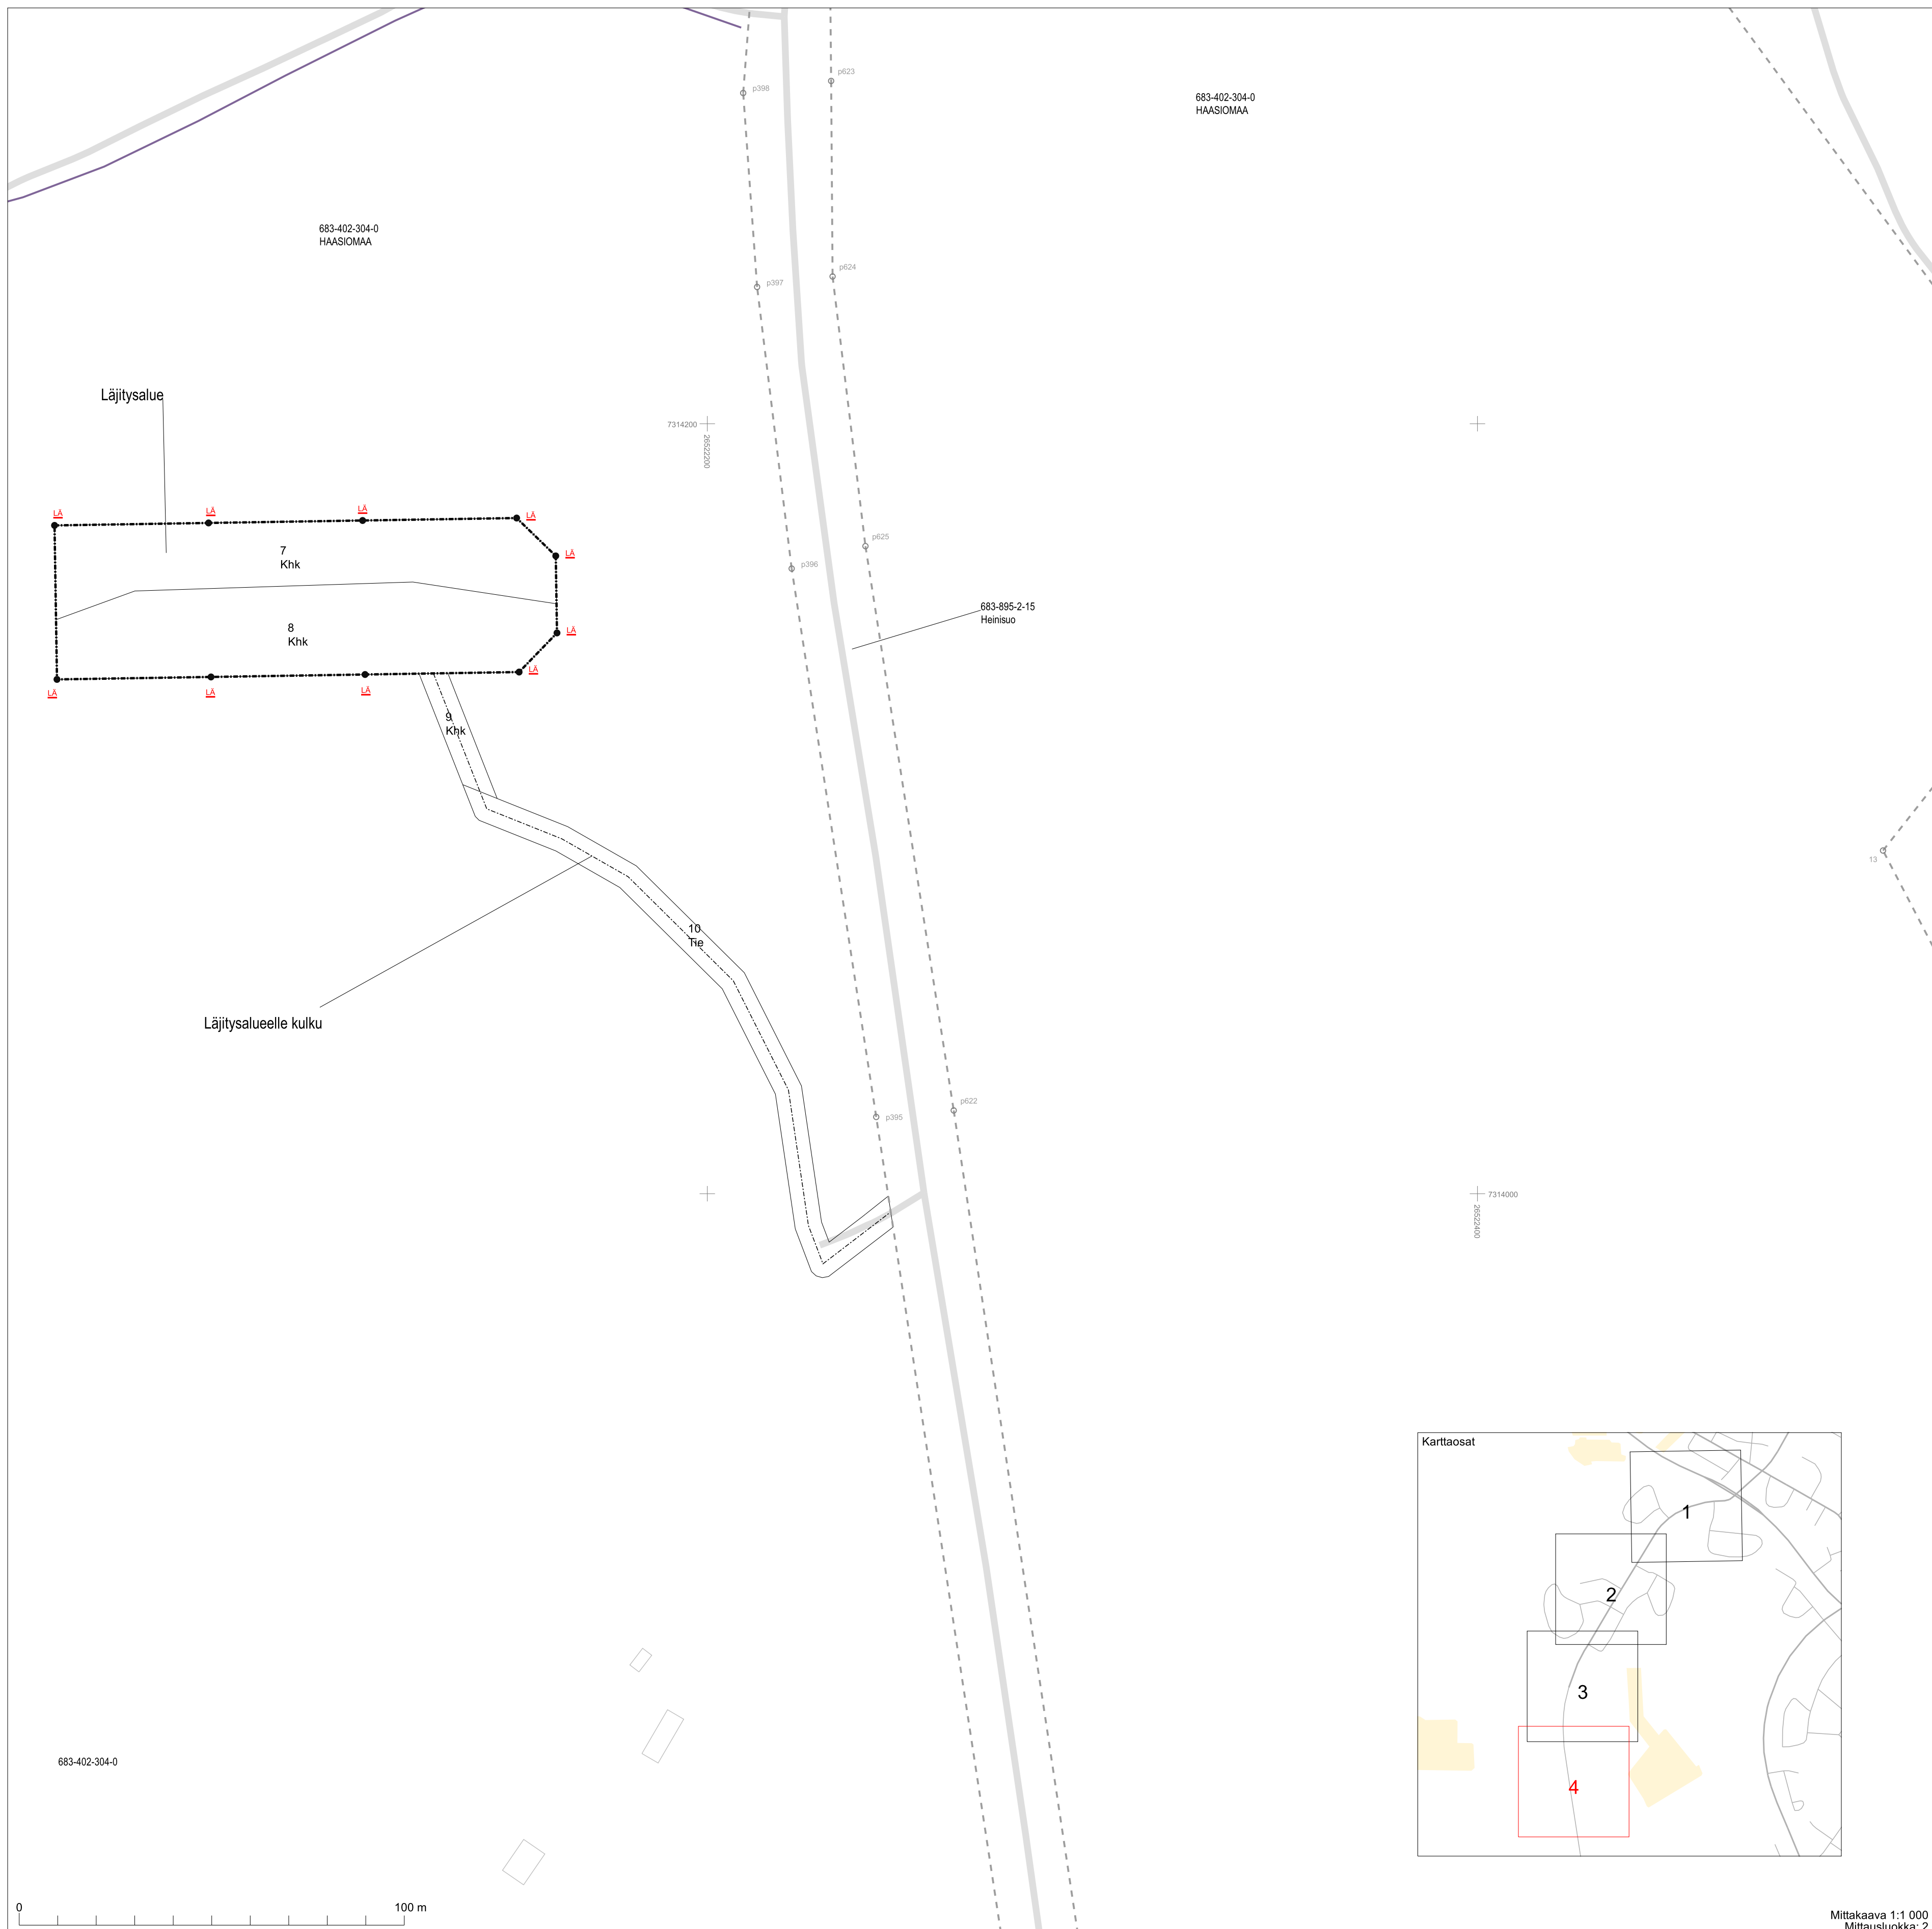 p623
p398
683-402-304-0
HAASIOMAA
683-402-304-0
HAASIOMAA
p624
p397
Läjitysalue
7314200
26522200
LÄ
LÄ
LÄ
LÄ
LÄ
7
Khk
p625
p396
683-895-2-15
Heinisuo
8
Khk
LÄ
LÄ
LÄ
LÄ
LÄ
9
Khk
13
10
Tie
Läjitysalueelle kulku
p622
p395
7314000
26522400
Karttaosat
1
2
3
4
683-402-304-0
0
100 m
Mittakaava 1:1 000
Mittausluokka: 2